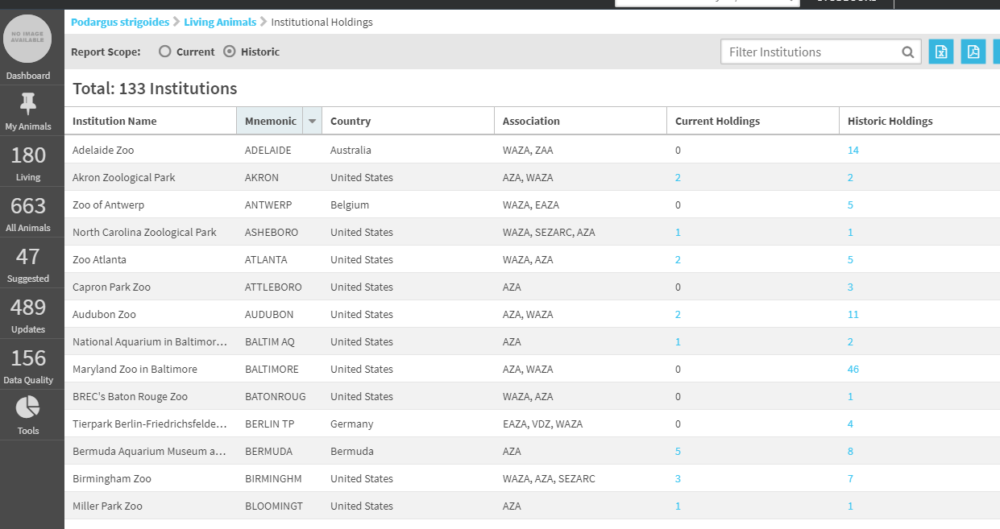 NO IMAGE
AVAILABLE
Dashboard
My Animals
180
Living
663
All Animals
47
Suggested
489
Updates
156
Data Quality
Tools
Podargus strigoides > Living Animals > Institutional Holdings
Report Scope: Current Historic Filter Institutions
Total: 133 Institutions
Institution Name Mnemonic Country Association Current Holdings Historic Holdings
Adelaide Zoo ADELAIDE Australia WAZA, ZAA 0 14
Akron Zoological Park AKRON United States AZA, WAZA 2 2
Zoo of Antwerp ANTWERP Belgium WAZA, EAZA 0 5
North Carolina Zoological Park ASHEBORO United States WAZA, SEZARC, AZA 1 1
Zoo Atlanta ATLANTA United States WAZA, AZA 2 5
Capron Park Zoo ATTLEBORO United States AZA 0 3
Audubon Zoo AUDUBON United States AZA, WAZA 2 11
National Aquarium in Baltimor... BALTIM AQ United States AZA 1 2
Maryland Zoo in Baltimore BALTIMORE United States AZA, WAZA 0 46
BREC's Baton Rouge Zoo BATONROUG United States WAZA, AZA 0 1
Tierpark Berlin-Friedrichsfelde... BERLIN TP Germany EAZA, VDZ, WAZA 0 4
Bermuda Aquarium Museum a... BERMUDA Bermuda AZA 5 8
Birmingham Zoo BIRMINGHM United States WAZA, AZA, SEZARC 3 7
Miller Park Zoo BLOOMINGT United States AZA 1 1